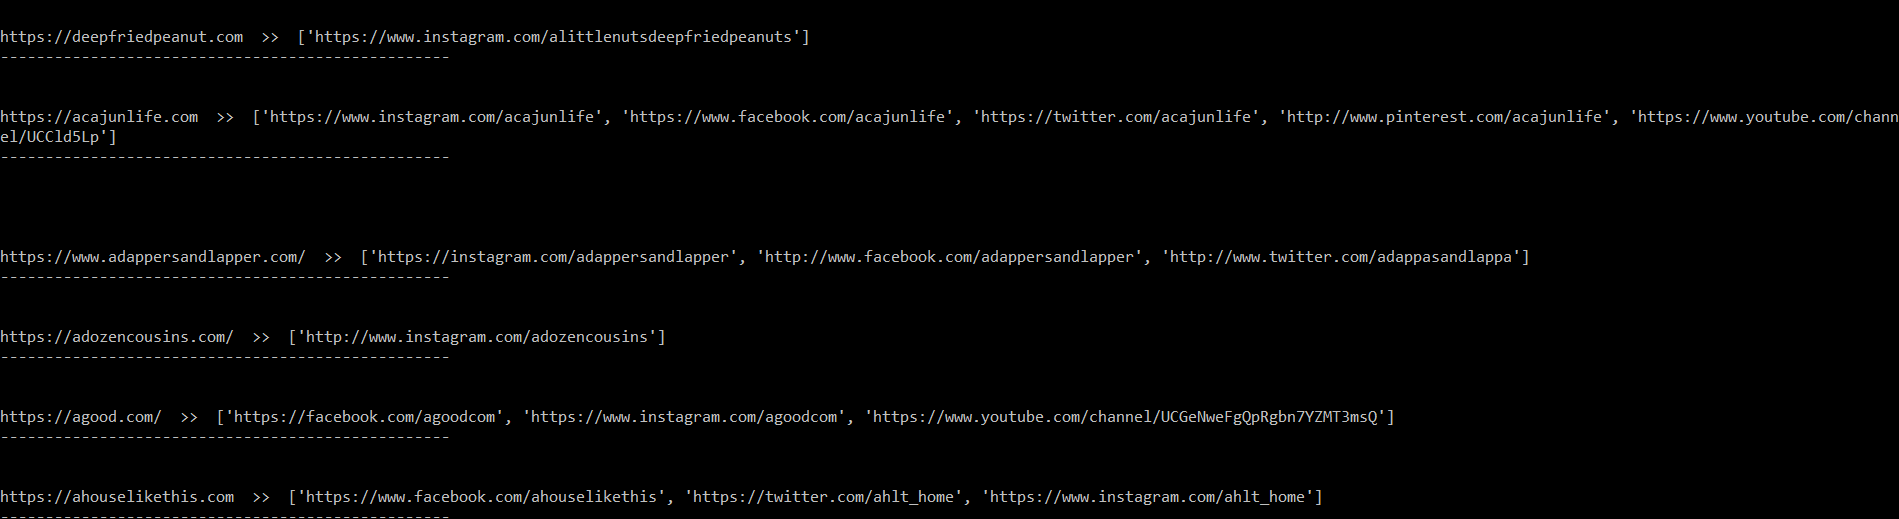 https://deepfriedpeanut.com  >>  ['https://www.instagram.com/alittlenutsdeepfriedpeanuts']
--------------------------------------------------
https://acajunlife.com  >>  ['https://www.instagram.com/acajunlife', 'https://www.facebook.com/acajunlife', 'https://twitter.com/acajunlife', 'http://www.pinterest.com/acajunlife', 'https://www.youtube.com/chann
el/UCCld5Lp']
--------------------------------------------------
https://www.adappersandlapper.com/  >>  ['https://instagram.com/adappersandlapper', 'http://www.facebook.com/adappersandlapper', 'http://www.twitter.com/adappasandlappa']
--------------------------------------------------
https://adozencousins.com/  >>  ['http://www.instagram.com/adozencousins']
--------------------------------------------------
https://agood.com/  >>  ['https://facebook.com/agoodcom', 'https://www.instagram.com/agoodcom', 'https://www.youtube.com/channel/UCGeNweFgQpRgbn7YZMT3msQ']
--------------------------------------------------
https://ahouselikethis.com  >>  ['https://www.facebook.com/ahouselikethis', 'https://twitter.com/ahlt_home', 'https://www.instagram.com/ahlt_home']
--------------------------------------------------